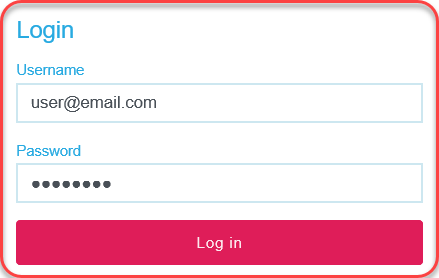 Login
Username
user@email.com
Password
●●●●●●●●
Log in